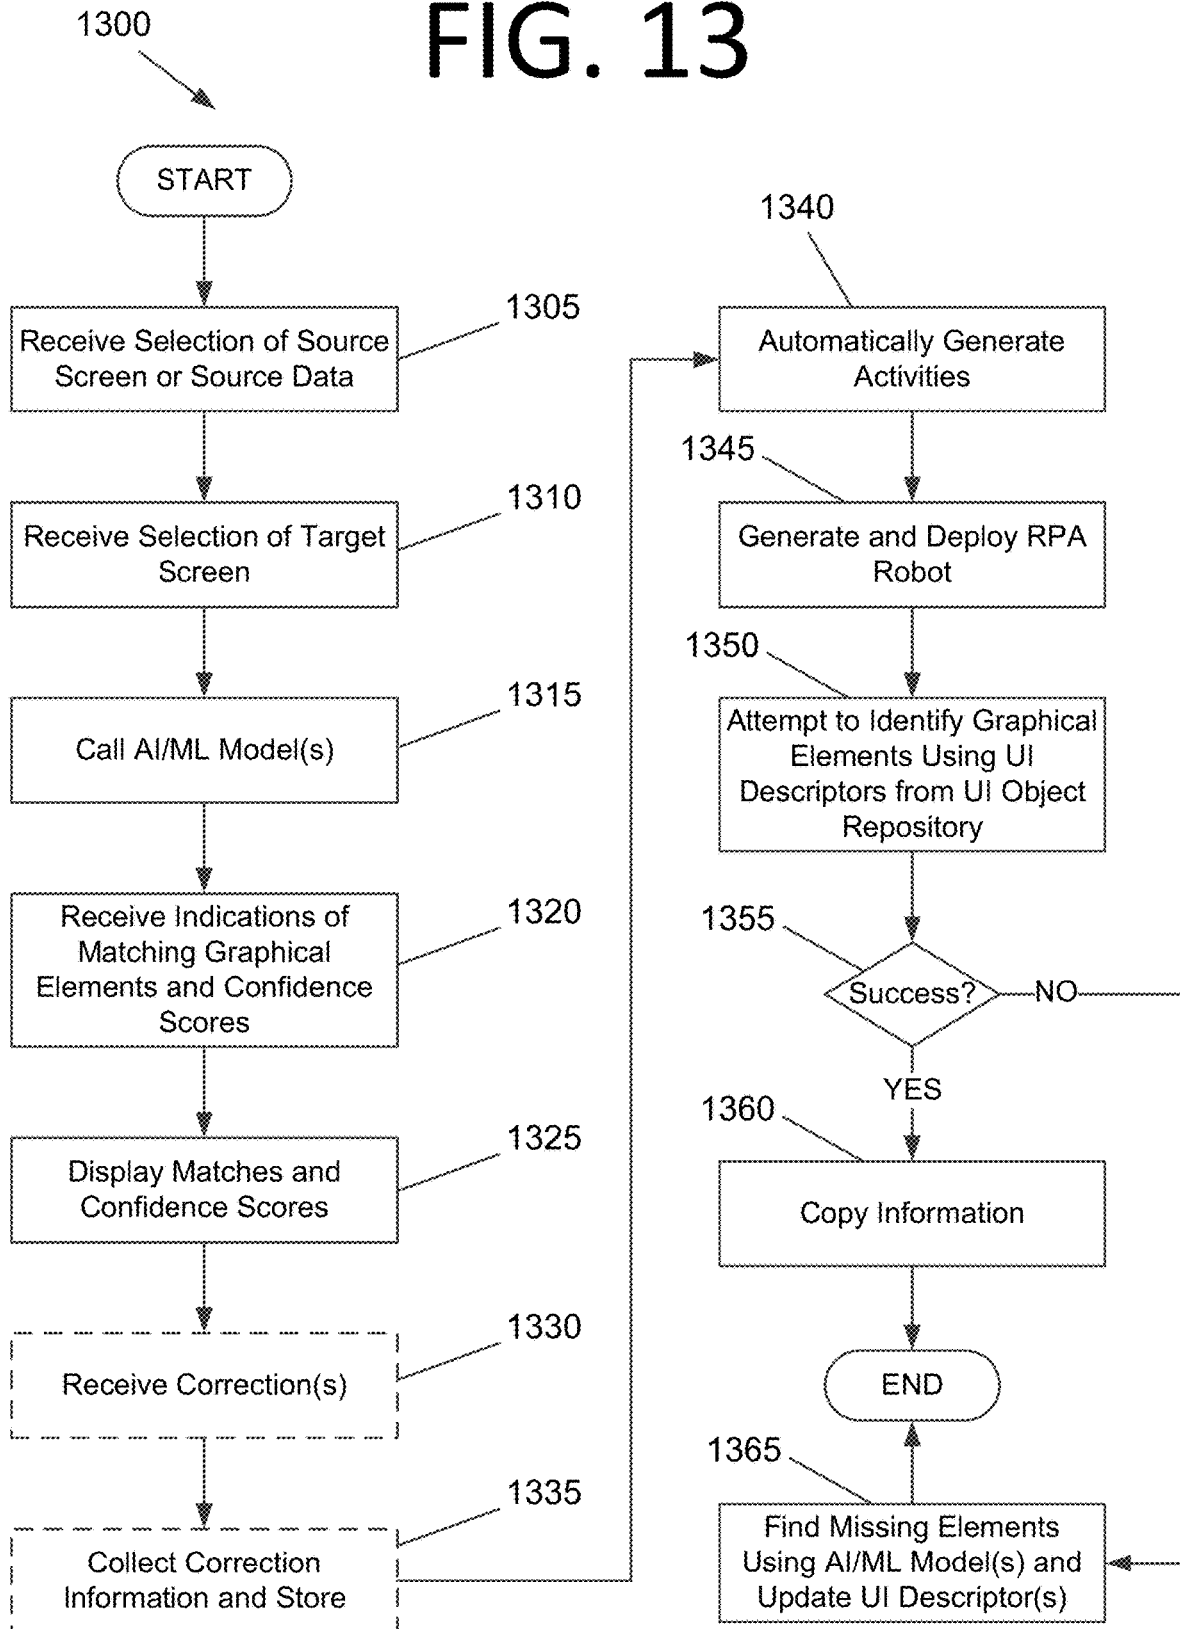 FIG. 13
1300
START
1305
Receive Selection of Source
Screen or Source Data
1310
Receive Selection of Target
Screen
1315
Call AI/ML Model(s)
1320
Receive Indications of
Matching Graphical
Elements and Confidence
Scores
1325
Display Matches and
Confidence Scores
1330
Receive Correction(s)
1335
Collect Correction
Information and Store
1340
Automatically Generate
Activities
1345
Generate and Deploy RPA
Robot
1350
Attempt to Identify Graphical
Elements Using UI
Descriptors from UI Object
Repository
1355
Success?
NO
YES
1360
Copy Information
END
1365
Find Missing Elements
Using AI/ML Model(s) and
Update UI Descriptor(s)